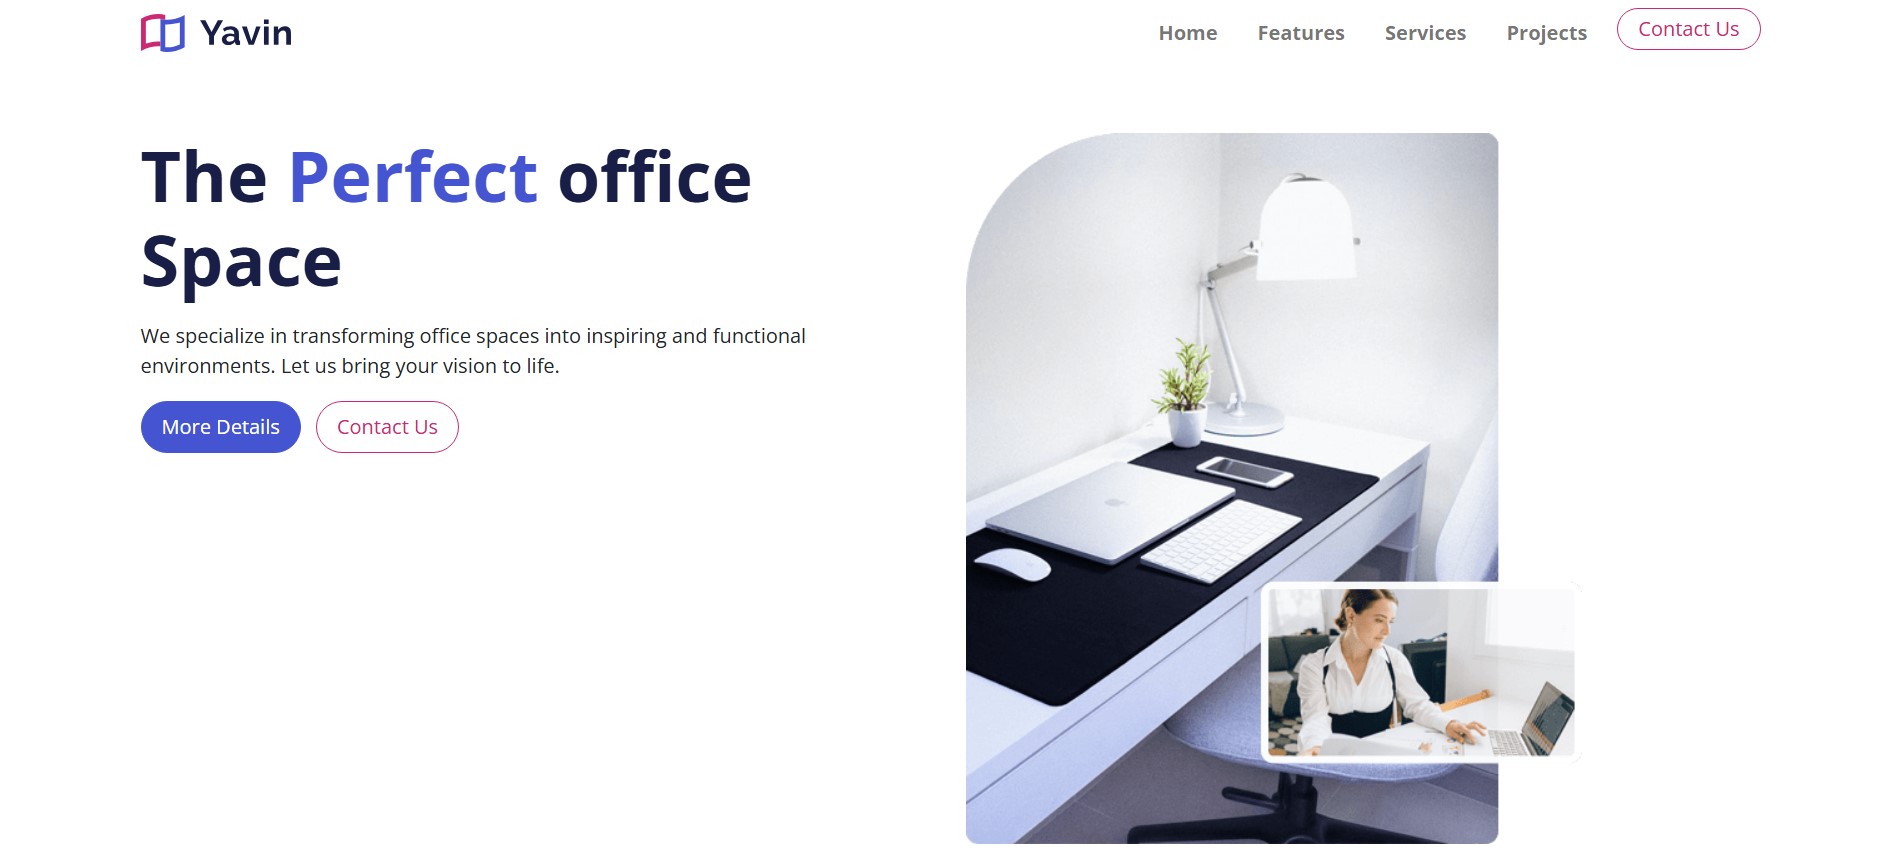 Yavin
Home Features Services Projects Contact Us
The Perfect office
Space
We specialize in transforming office spaces into inspiring and functional
environments. Let us bring your vision to life.
More Details Contact Us